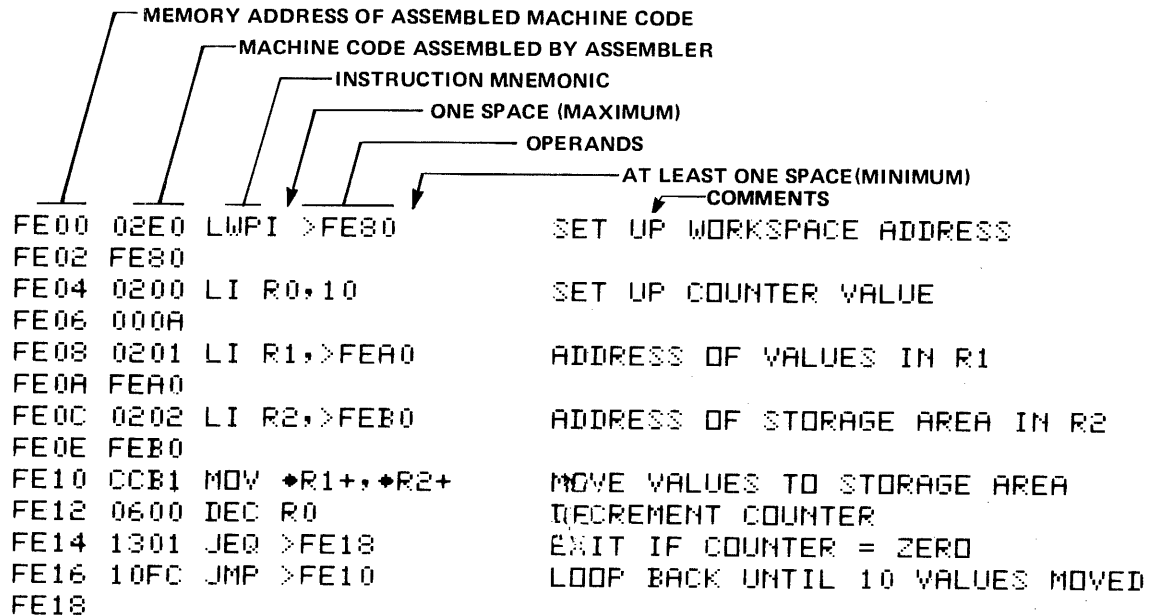 MEMORY ADDRESS OF ASSEMBLED MACHINE CODE
MACHINE CODE ASSEMBLED BY ASSEMBLER
INSTRUCTION MNEMONIC
ONE SPACE (MAXIMUM)
OPERANDS
AT LEAST ONE SPACE(MINIMUM)
COMMENTS
FE00 02E0 LWPI >FE80 SET UP WORKSPACE ADDRESS
FE02 FE80
FE04 0200 LI R0,10 SET UP COUNTER VALUE
FE06 000A
FE08 0201 LI R1,>FEA0 ADDRESS OF VALUES IN R1
FE0A FEA0
FE0C 0202 LI R2,>FEB0 ADDRESS OF STORAGE AREA IN R2
FE0E FEB0
FE10 CCB1 MOV *R1+,*R2+ MOVE VALUES TO STORAGE AREA
FE12 0600 DEC R0 DECREMENT COUNTER
FE14 1301 JEQ >FE18 EXIT IF COUNTER = ZERO
FE16 10FC JMP >FE10 LOOP BACK UNTIL 10 VALUES MOVED
FE18